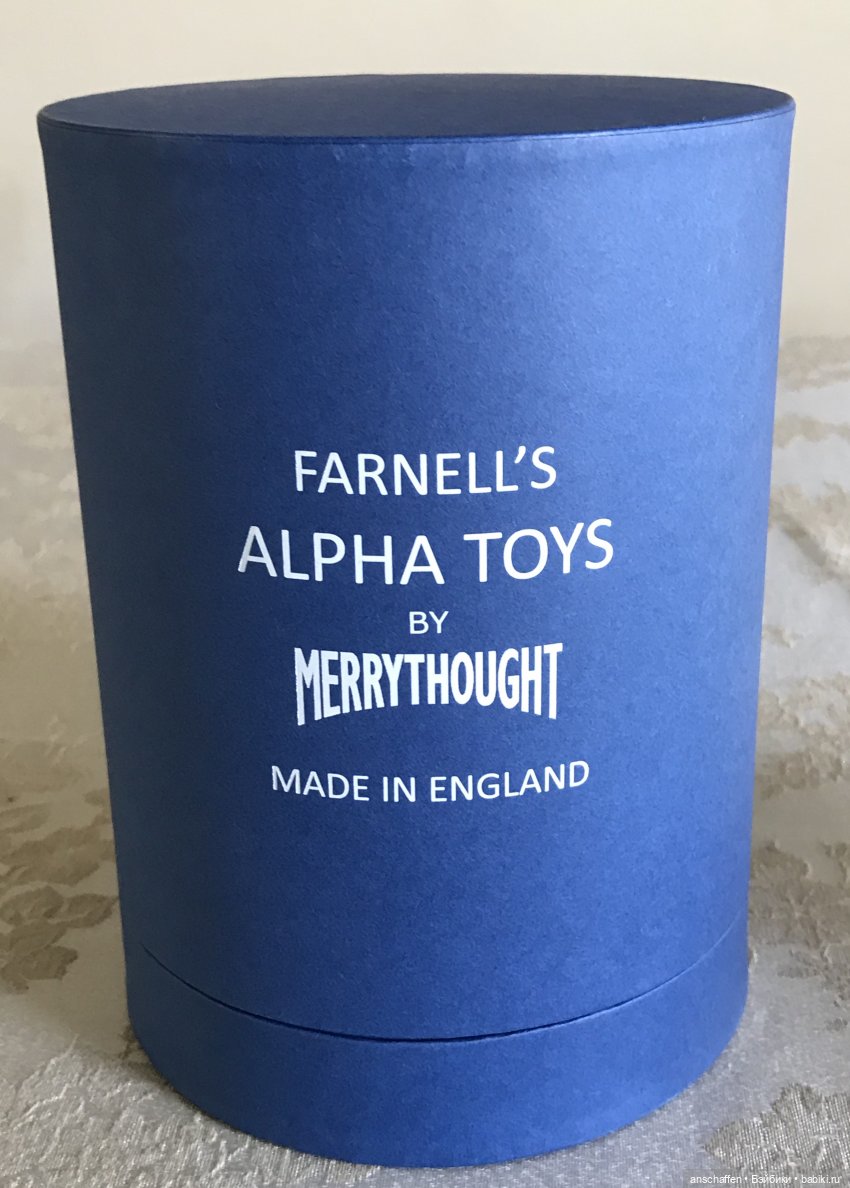 FARNELL’S
ALPHA TOYS
BY
MERRYTHOUGHT
MADE IN ENGLAND
anschaffen • Бэйбики • babiki.ru